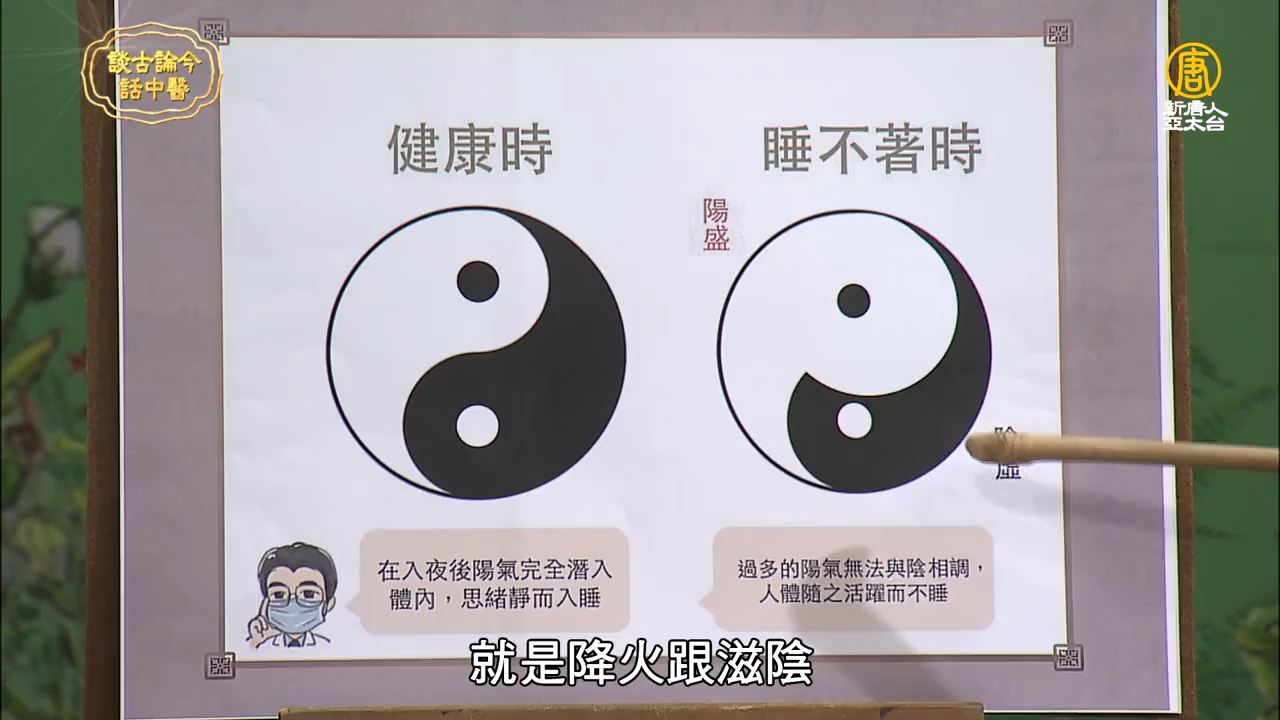 談古論今
話中醫
唐
新唐人
亞太台
健康時
睡不著時
陽
盛
陰
虛
在入夜後陽氣完全潛入
體內，思緒靜而入睡
過多的陽氣無法與陰相調，
人體隨之活躍而不睡
就是降火跟滋陰